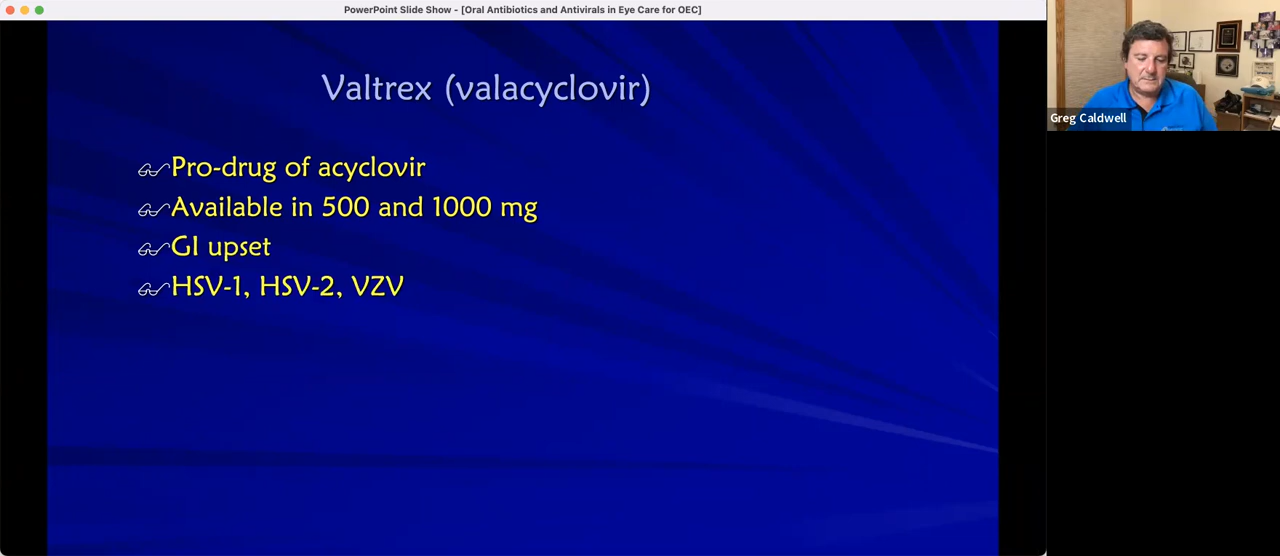 PowerPoint Slide Show - [Oral Antibiotics and Antivirals in Eye Care for OEC]
Valtrex (valacyclovir)
Pro-drug of acyclovir
Available in 500 and 1000 mg
GI upset
HSV-1, HSV-2, VZV
Greg Caldwell